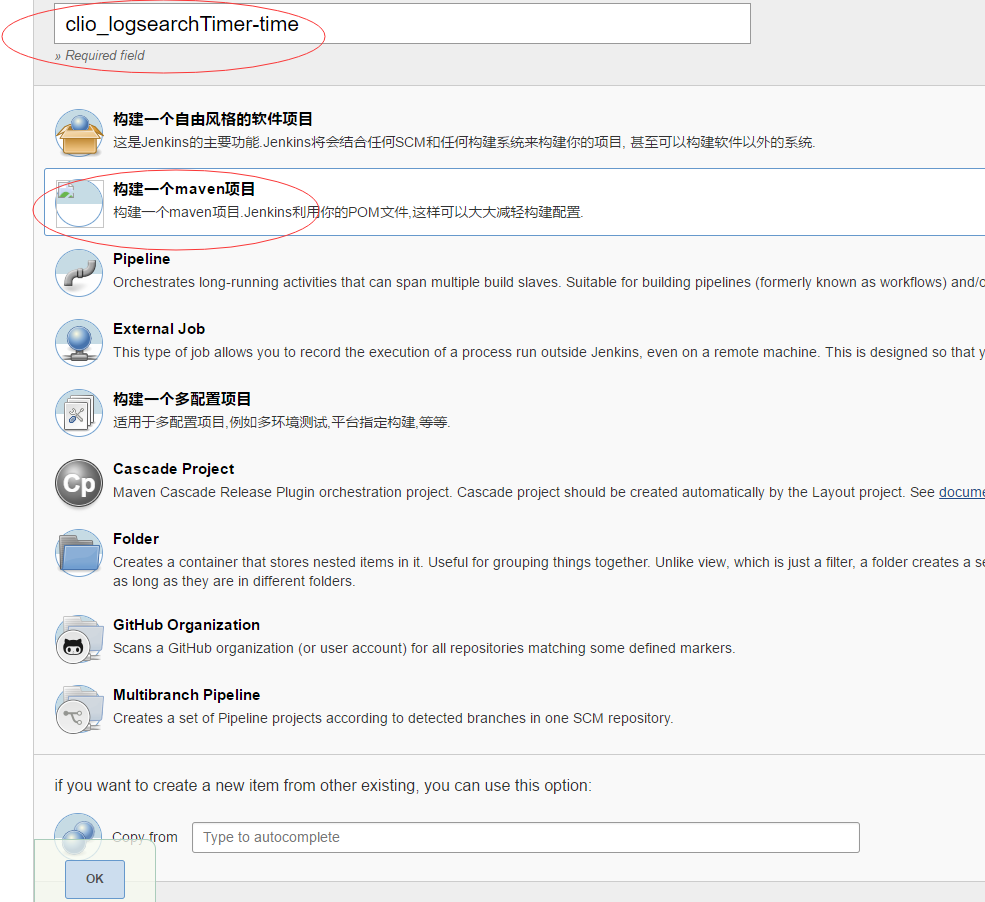 clio_logsearchTimer-time
» Required field
构建一个自由风格的软件项目
这是Jenkins的主要功能.Jenkins将会结合任何SCM和任何构建系统来构建你的项目, 甚至可以构建软件以外的系统.
构建一个maven项目
构建一个maven项目.Jenkins利用你的POM文件,这样可以大大减轻构建配置.
Pipeline
Orchestrates long-running activities that can span multiple build slaves. Suitable for building pipelines (formerly known as workflows) and/o
External Job
This type of job allows you to record the execution of a process run outside Jenkins, even on a remote machine. This is designed so that y
构建一个多配置项目
适用于多配置项目,例如多环境测试,平台指定构建,等等.
Cp
Cascade Project
Maven Cascade Release Plugin orchestration project. Cascade project should be created automatically by the Layout project. See docume
Folder
Creates a container that stores nested items in it. Useful for grouping things together. Unlike view, which is just a filter, a folder creates a se
as long as they are in different folders.
GitHub Organization
Scans a GitHub organization (or user account) for all repositories matching some defined markers.
Multibranch Pipeline
Creates a set of Pipeline projects according to detected branches in one SCM repository.
if you want to create a new item from other existing, you can use this option:
Copy from
Type to autocomplete
OK